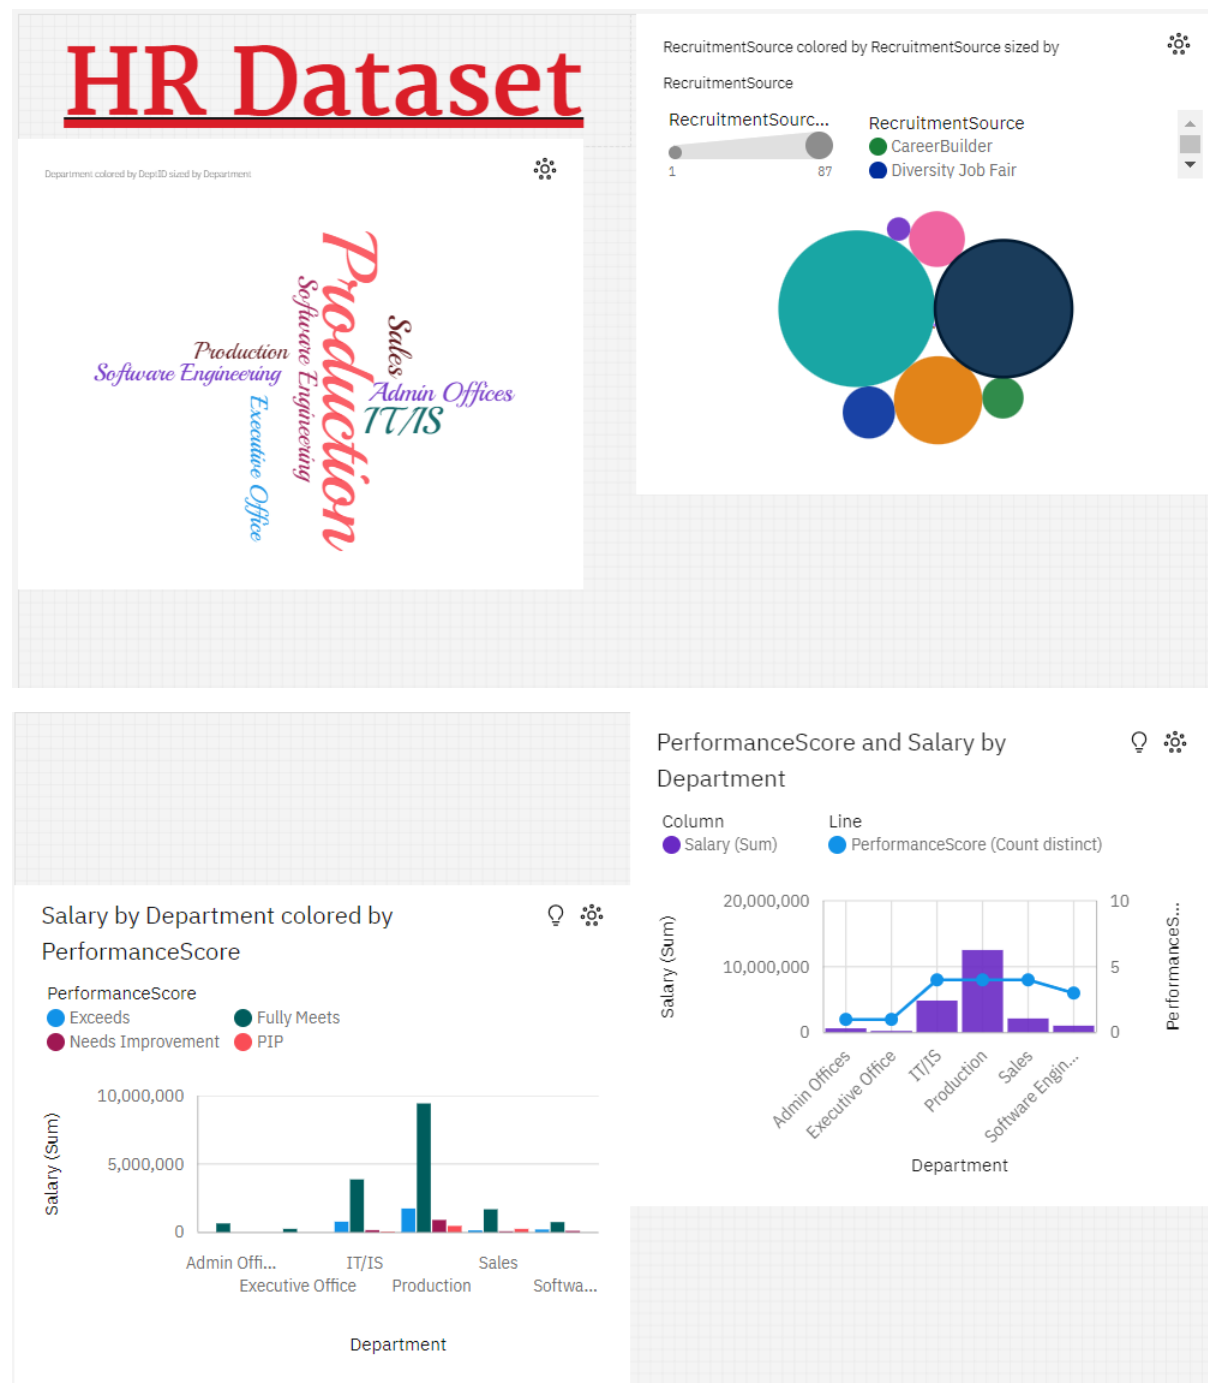 HR Dataset
Department colored by DeptID sized by Department
Production
Software Engineering
Production
Software Engineering
Executive Office
Sales
Admin Offices
IT/IS
RecruitmentSource colored by RecruitmentSource sized by
RecruitmentSource
RecruitmentSourc...
1 87
RecruitmentSource
CareerBuilder
Diversity Job Fair
PerformanceScore and Salary by
Department
Column Line
Salary (Sum) PerformanceScore (Count distinct)
Salary (Sum)
20,000,000
10,000,000
0
10
5
0
PerformanceS...
Admin Offices
Executive Office
IT/IS
Production
Sales
Software Engin...
Department
Salary by Department colored by
PerformanceScore
PerformanceScore
Exceeds Fully Meets
Needs Improvement PIP
Salary (Sum)
10,000,000
5,000,000
0
Admin Offi... IT/IS Sales
Executive Office Production Softwa...
Department